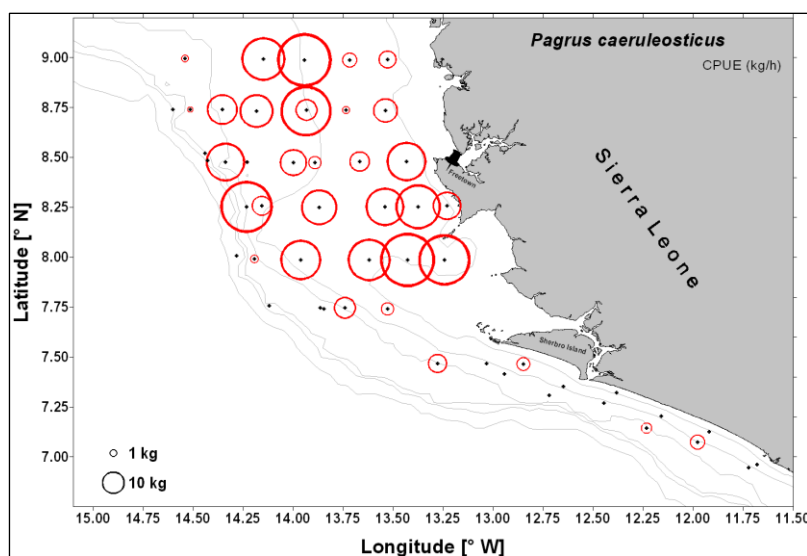 Pagrus caeruleosticus
CPUE (kg/h)
9.00
8.75
8.50
8.25
8.00
7.75
7.50
7.25
7.00
Latitude [° N]
Freetown
Sierra Leone
Sherbro Island
1 kg
10 kg
15.00 14.75 14.50 14.25 14.00 13.75 13.50 13.25 13.00 12.75 12.50 12.25 12.00 11.75 11.50
Longitude [° W]